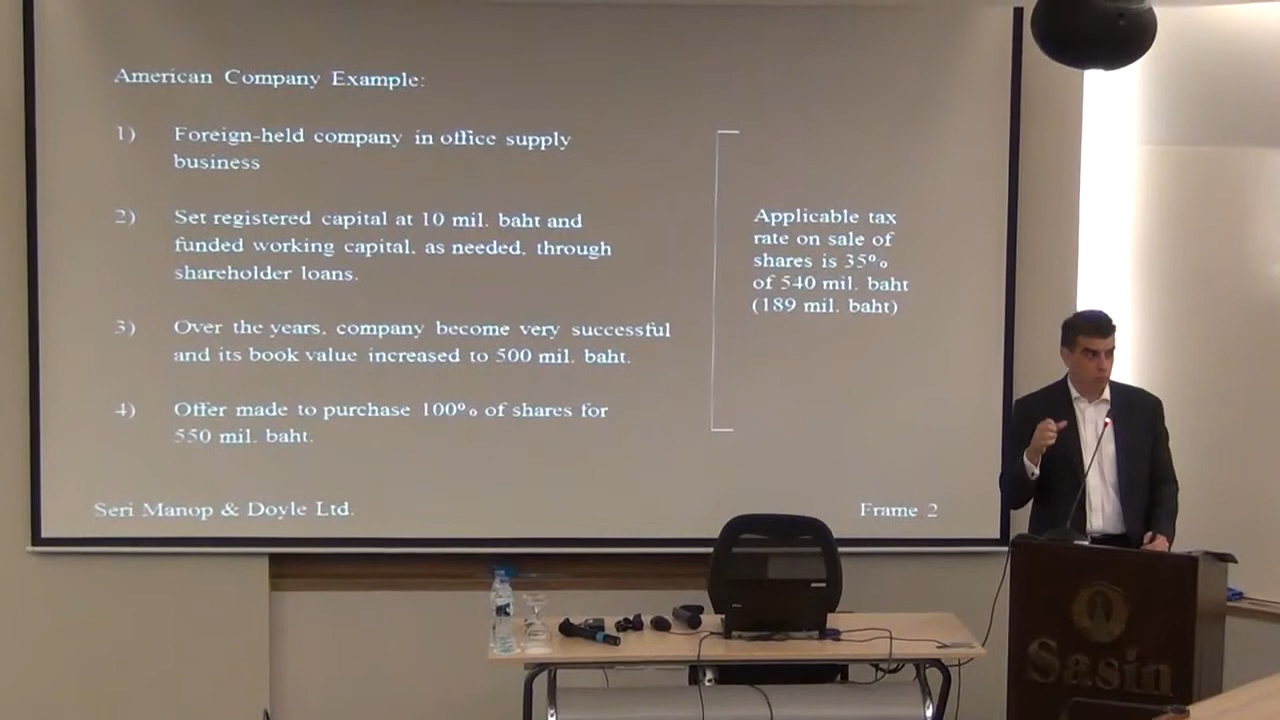 American Company Example:
1) Foreign-held company in office supply
business
2) Set registered capital at 10 mil. baht and
funded working capital, as needed, through
shareholder loans.
3) Over the years, company become very successful
and its book value increased to 500 mil. baht.
4) Offer made to purchase 100% of shares for
550 mil. baht.
Applicable tax
rate on sale of
shares is 35%
of 540 mil. baht
(189 mil. baht)
Seri Manop & Doyle Ltd.
Frame 2
Sasin